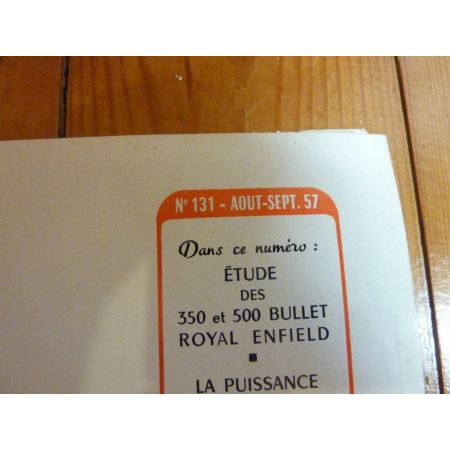 N° 131 - AOUT-SEPT. 57
Dans ce numéro :
ÉTUDE
DES
350 et 500 BULLET
ROYAL ENFIELD
LA PUISSANCE